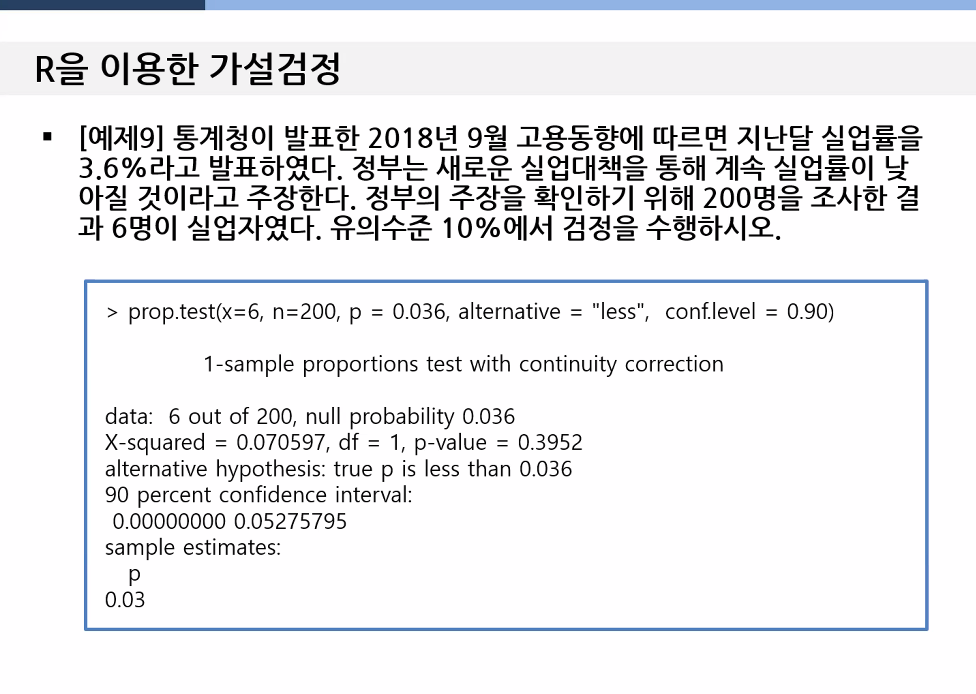 R을 이용한 가설검정
▪ [예제9] 통계청이 발표한 2018년 9월 고용동향에 따르면 지난달 실업률을
3.6%라고 발표하였다. 정부는 새로운 실업대책을 통해 계속 실업률이 낮
아질 것이라고 주장한다. 정부의 주장을 확인하기 위해 200명을 조사한 결
과 6명이 실업자였다. 유의수준 10%에서 검정을 수행하시오.
> prop.test(x=6, n=200, p = 0.036, alternative = "less",  conf.level = 0.90)
1-sample proportions test with continuity correction
data:  6 out of 200, null probability 0.036
X-squared = 0.070597, df = 1, p-value = 0.3952
alternative hypothesis: true p is less than 0.036
90 percent confidence interval:
0.00000000 0.05275795
sample estimates:
p
0.03